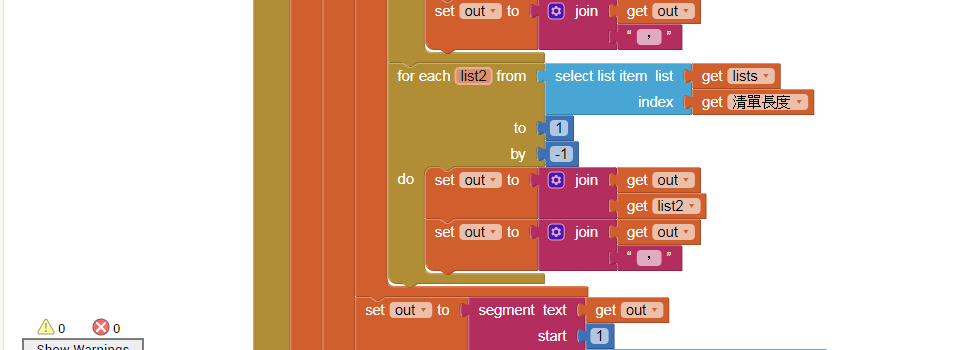 set out to join get out
" , "
for each list2 from select list item list get lists
index get 清單長度
to 1
by -1
do set out to join get out
get list2
set out to join get out
" , "
set out to segment text get out
start 1
0 0
Show Warnings